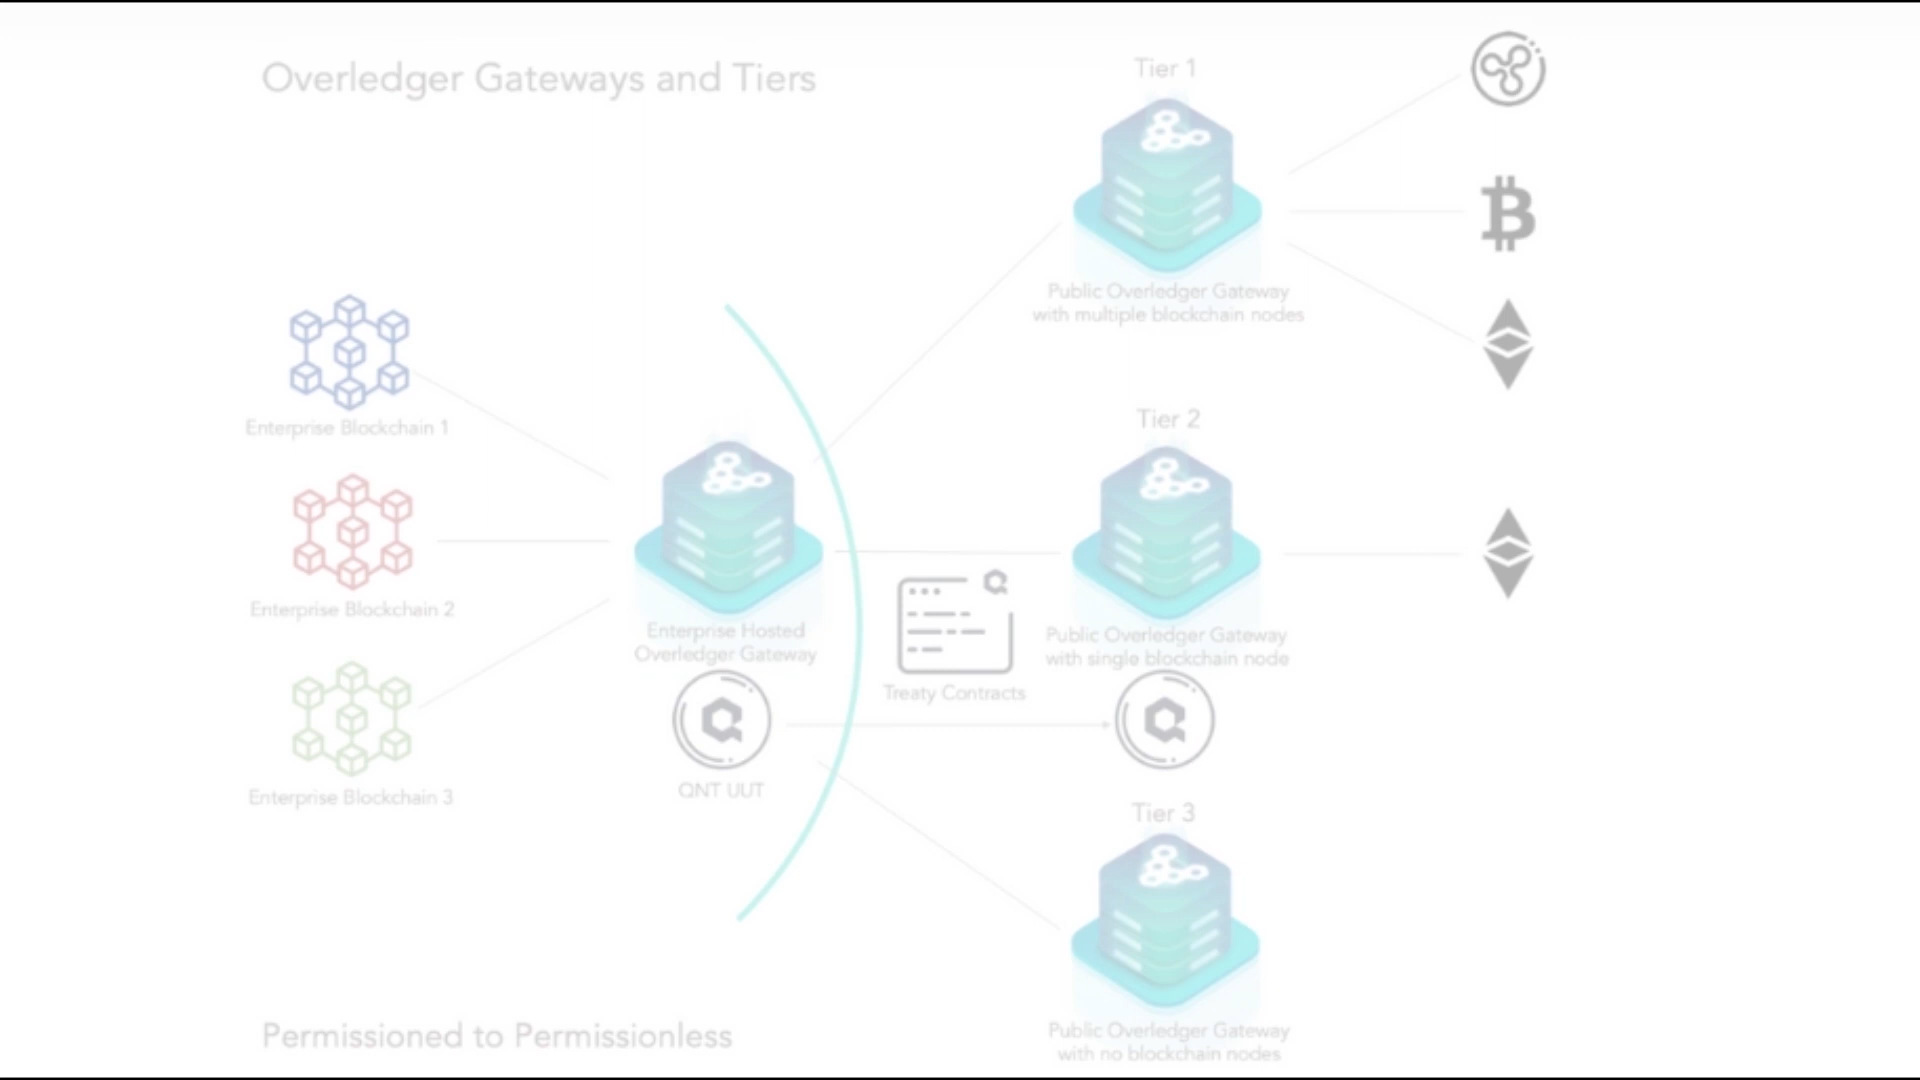 Overledger Gateways and Tiers
Tier 1
Public Overledger Gateway
with multiple blockchain nodes
Enterprise Blockchain 1
Enterprise Blockchain 2
Enterprise Blockchain 3
Enterprise Hosted
Overledger Gateway
QNT UUT
Treaty Contracts
Tier 2
Public Overledger Gateway
with single blockchain node
Tier 3
Public Overledger Gateway
with no blockchain nodes
Permissioned to Permissionless